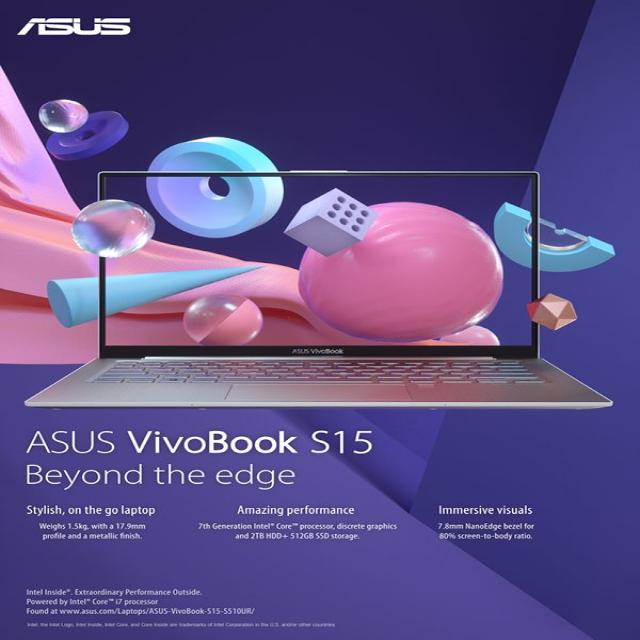 ASUS
ASUS VivoBook
ASUS VivoBook S15
Beyond the edge
Stylish, on the go laptop
Weighs 1.5kg, with a 17.9mm
profile and a metallic finish.
Amazing performance
7th Generation Intel® Core™ processor, discrete graphics
and 2TB HDD+ 512GB SSD storage.
Immersive visuals
7.8mm NanoEdge bezel for
80% screen-to-body ratio.
Intel Inside®. Extraordinary Performance Outside.
Powered by Intel® Core™ i7 processor
Found at www.asus.com/Laptops/ASUS-VivoBook-S15-S510UR/
Intel, the Intel Logo, Intel Inside, Intel Core, and Core Inside are trademarks of Intel Corporation in the U.S. and/or other countries.